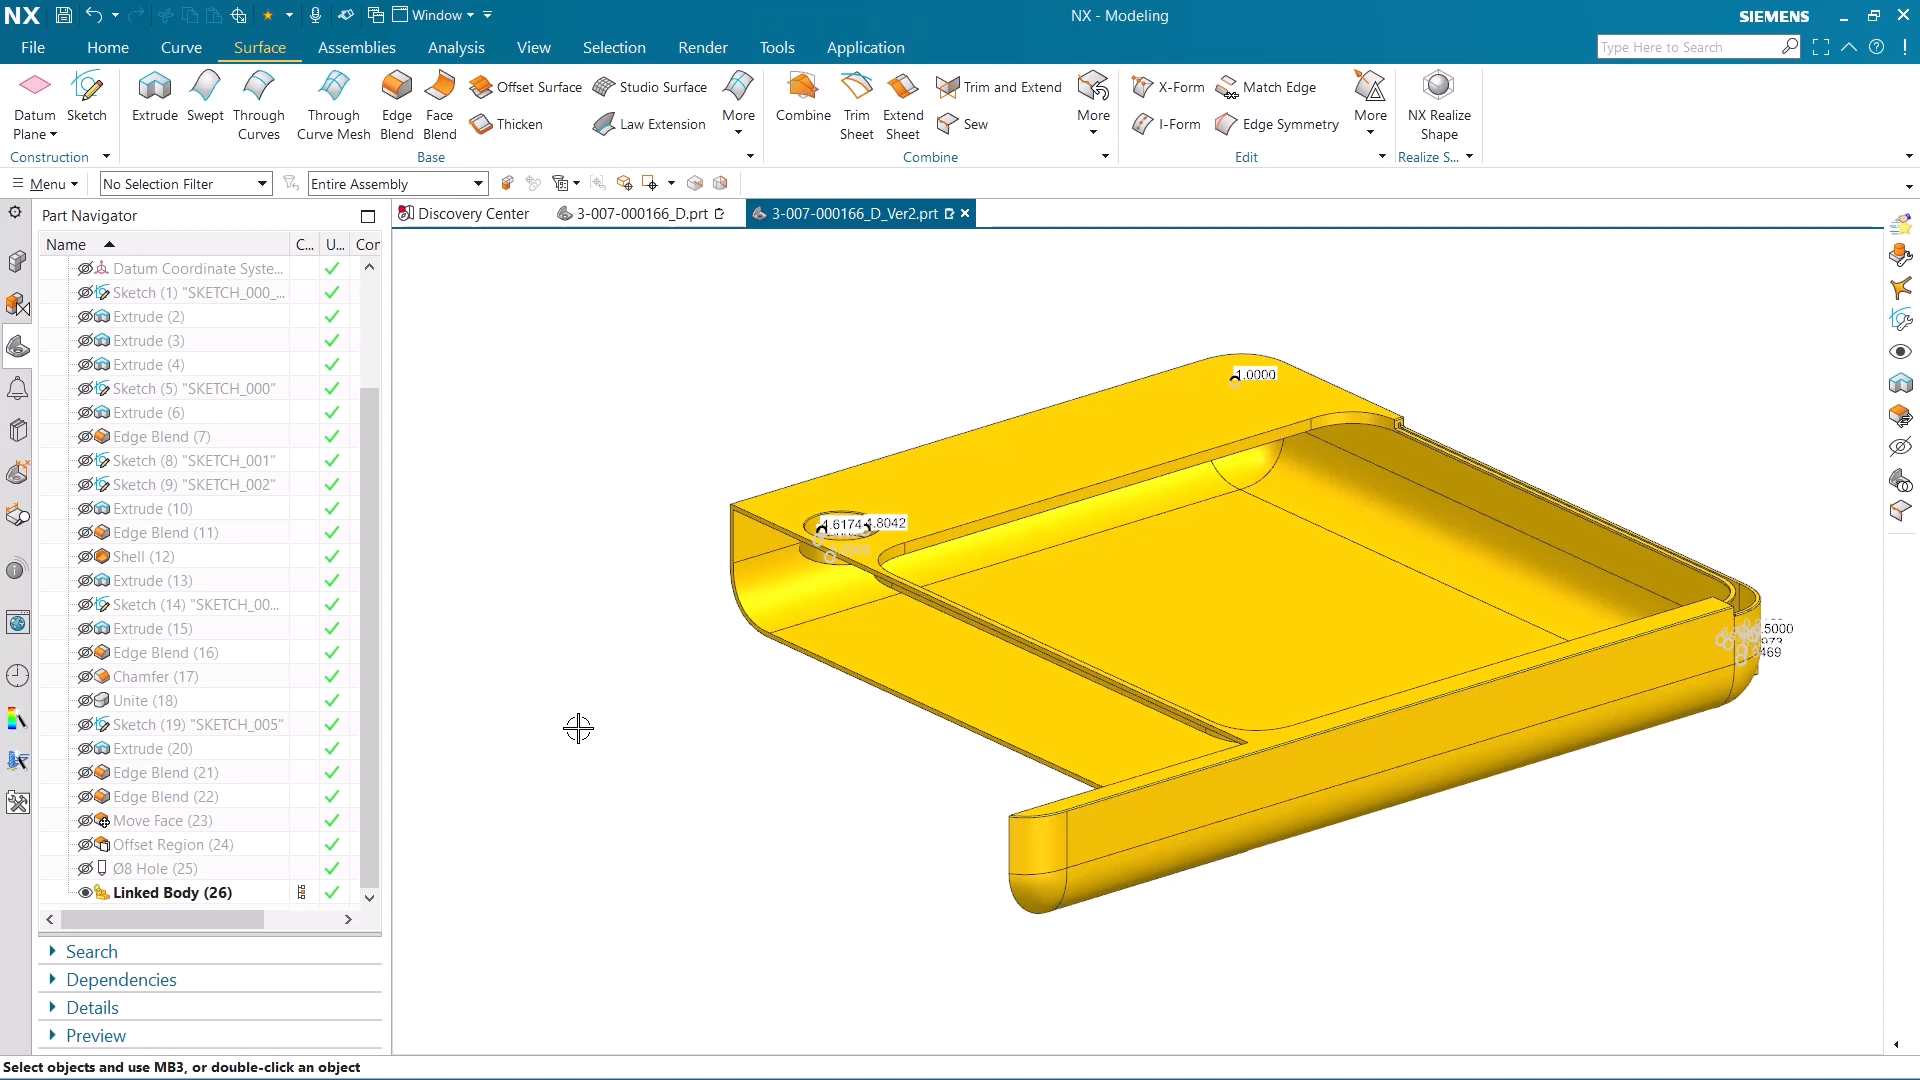 NX
Window
NX - Modeling
SIEMENS
File
Home
Curve
Surface
Assemblies
Analysis
View
Selection
Render
Tools
Application
Type Here to Search
Datum
Plane
Sketch
Extrude
Swept
Through
Curves
Through
Curve Mesh
Edge
Blend
Face
Blend
Offset Surface
Thicken
Studio Surface
Law Extension
More
Combine
Trim
Sheet
Extend
Sheet
Trim and Extend
Sew
More
X-Form
I-Form
Match Edge
Edge Symmetry
More
NX Realize
Shape
Construction
Base
Combine
Edit
Realize S...
Menu
No Selection Filter
Entire Assembly
Part Navigator
Discovery Center
3-007-000166_D.prt
3-007-000166_D_Ver2.prt
Name
C...
U...
Cor
Datum Coordinate Syste...
Sketch (1) "SKETCH_000_...
Extrude (2)
Extrude (3)
Extrude (4)
Sketch (5) "SKETCH_000"
Extrude (6)
Edge Blend (7)
Sketch (8) "SKETCH_001"
Sketch (9) "SKETCH_002"
Extrude (10)
Edge Blend (11)
Shell (12)
Extrude (13)
Sketch (14) "SKETCH_00...
Extrude (15)
Edge Blend (16)
Chamfer (17)
Unite (18)
Sketch (19) "SKETCH_005"
Extrude (20)
Edge Blend (21)
Edge Blend (22)
Move Face (23)
Offset Region (24)
Ø8 Hole (25)
Linked Body (26)
Search
Dependencies
Details
Preview
1.0000
4.6174
4.8042
5000
469
Select objects and use MB3, or double-click an object